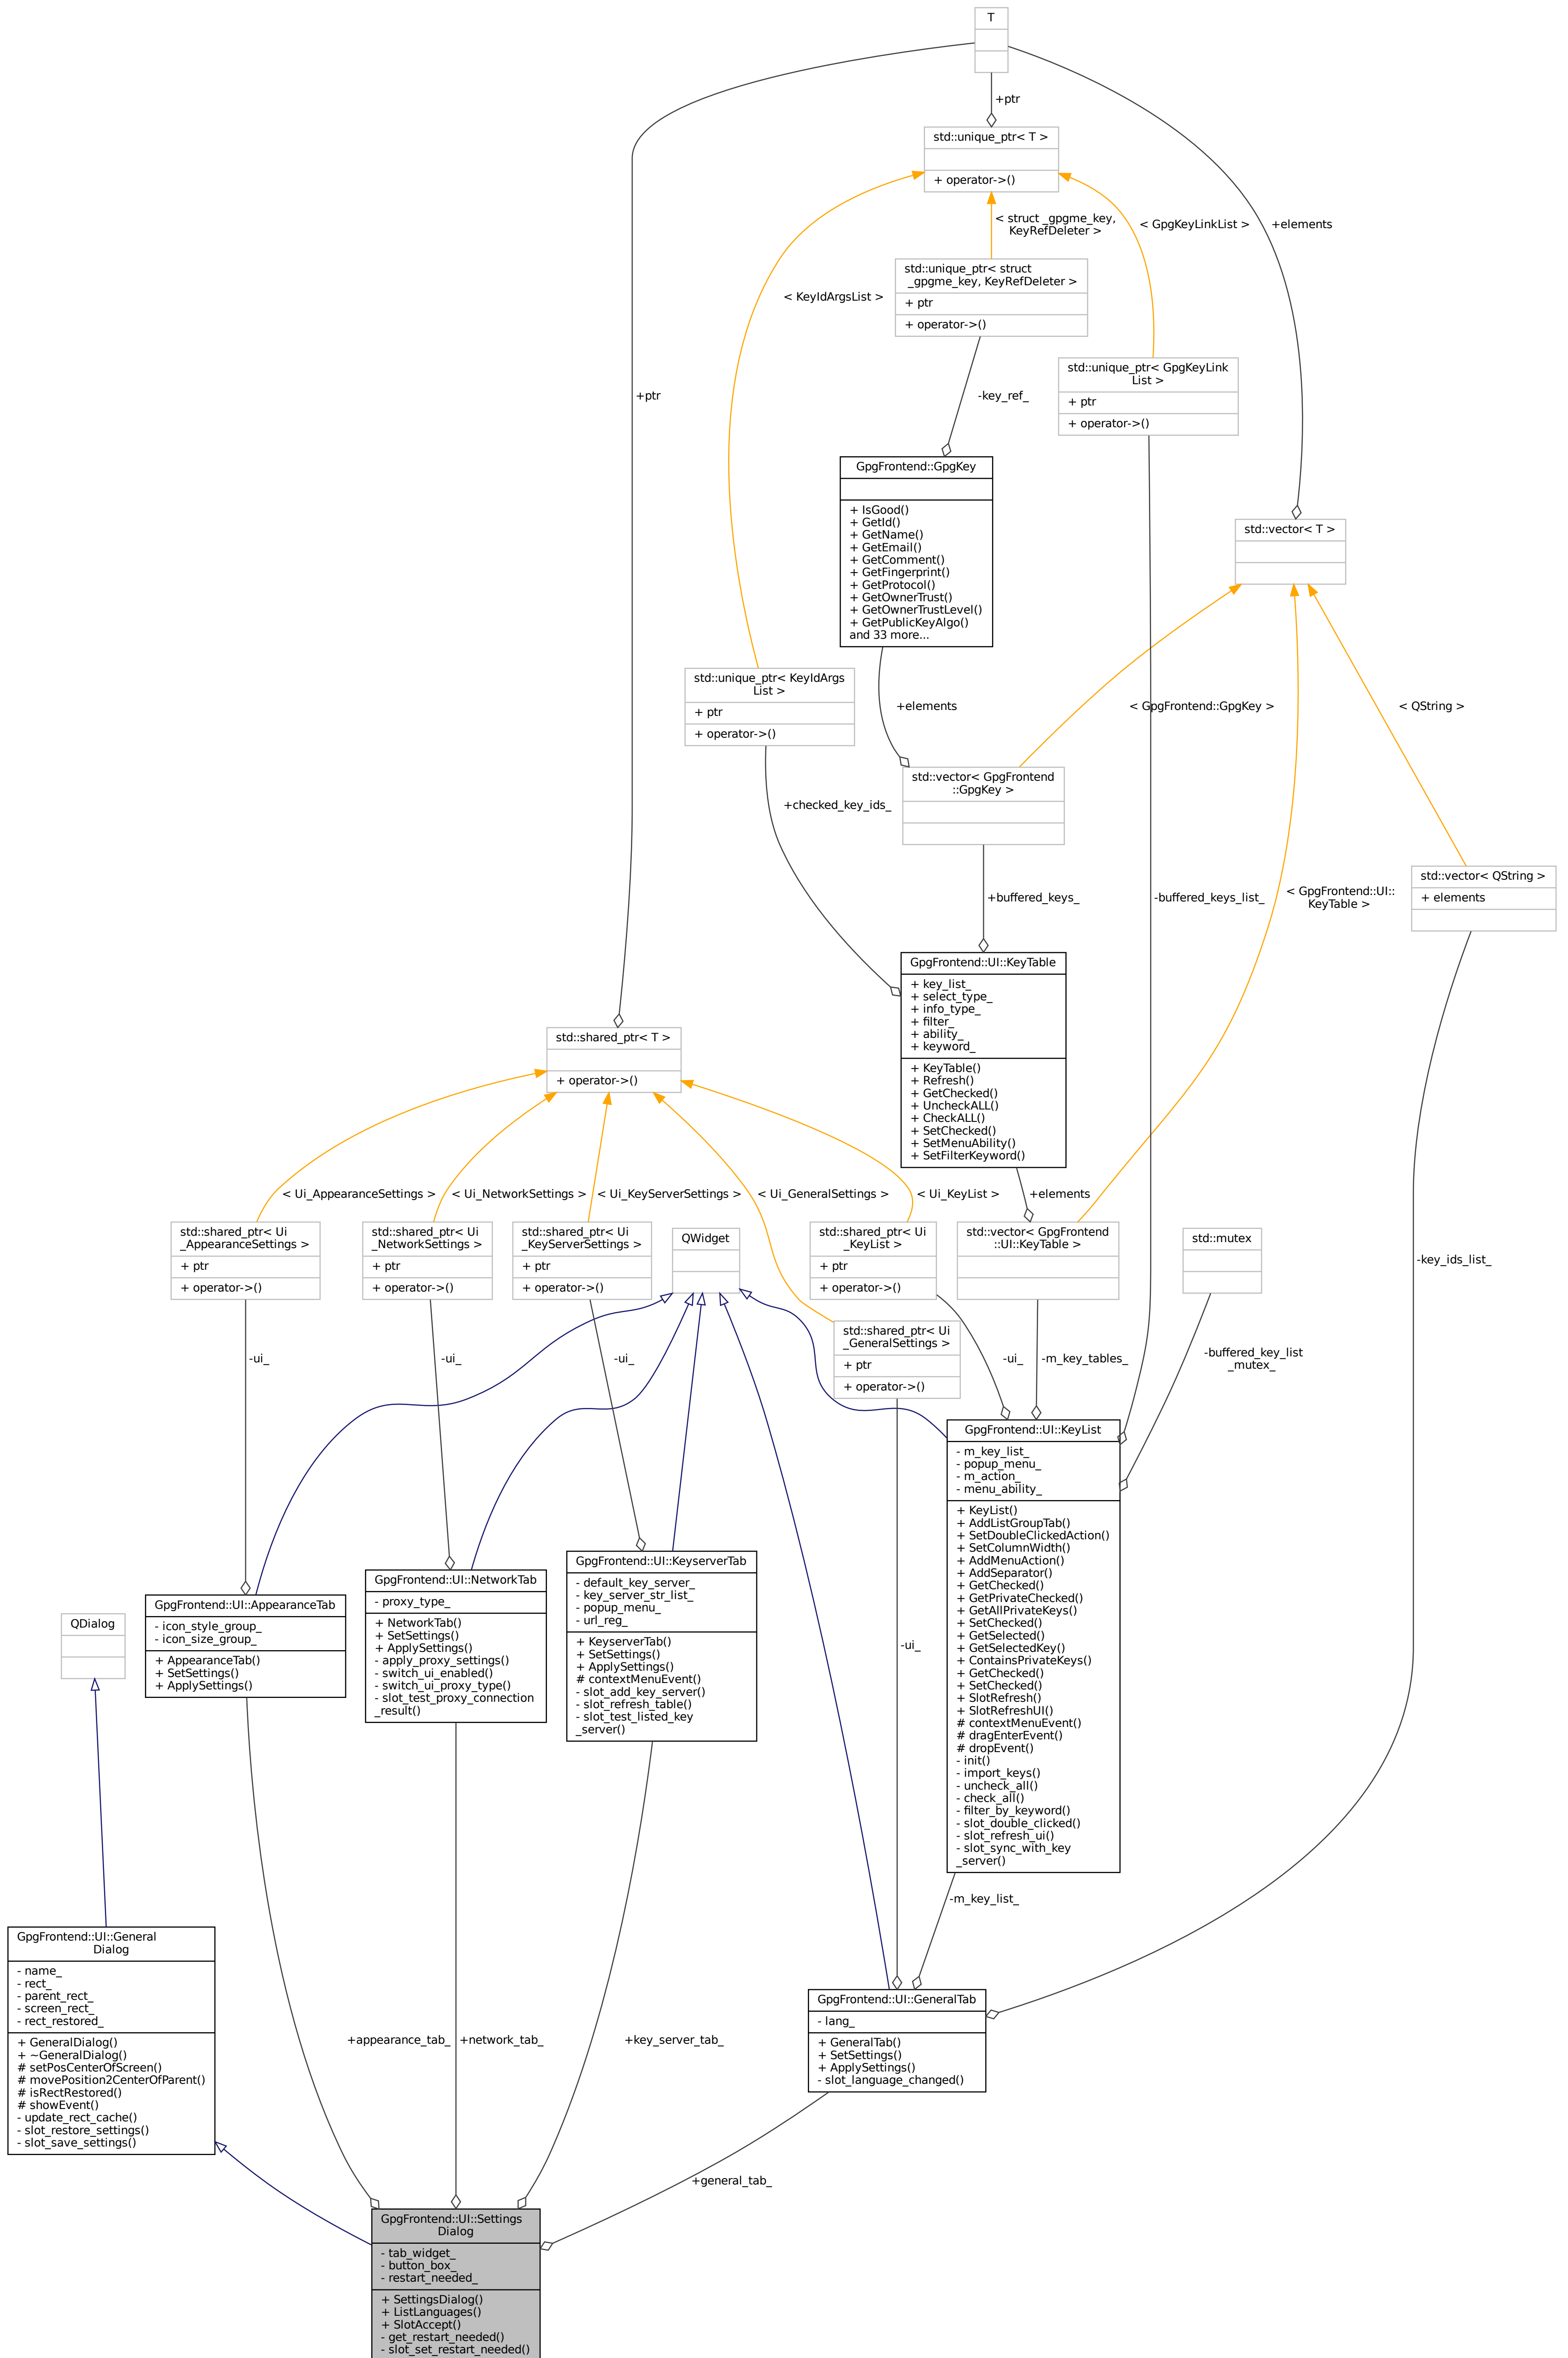 T
+ptr
std::unique_ptr< T >
+ operator->()
< struct _gpgme_key,
KeyRefDeleter >
< GpgKeyLinkList >
+elements
std::unique_ptr< struct
_gpgme_key, KeyRefDeleter >
+ ptr
+ operator->()
< KeyIdArgsList >
std::unique_ptr< GpgKeyLink
List >
+ ptr
+ operator->()
+ptr
-key_ref_
GpgFrontend::GpgKey
+ IsGood()
+ GetId()
+ GetName()
+ GetEmail()
+ GetComment()
+ GetFingerprint()
+ GetProtocol()
+ GetOwnerTrust()
+ GetOwnerTrustLevel()
+ GetPublicKeyAlgo()
and 33 more...
std::vector< T >
std::unique_ptr< KeyIdArgs
List >
+ ptr
+ operator->()
+elements
< GpgFrontend::GpgKey >
< QString >
std::vector< GpgFrontend
::GpgKey >
+checked_key_ids_
std::vector< QString >
+ elements
+buffered_keys_
-buffered_keys_list_
< GpgFrontend::UI::
KeyTable >
GpgFrontend::UI::KeyTable
+ key_list_
+ select_type_
+ info_type_
+ filter_
+ ability_
+ keyword_
+ KeyTable()
+ Refresh()
+ GetChecked()
+ UncheckALL()
+ CheckALL()
+ SetChecked()
+ SetMenuAbility()
+ SetFilterKeyword()
std::shared_ptr< T >
+ operator->()
< Ui_AppearanceSettings >
< Ui_NetworkSettings >
< Ui_KeyServerSettings >
< Ui_GeneralSettings >
< Ui_KeyList >
+elements
std::shared_ptr< Ui
_AppearanceSettings >
+ ptr
+ operator->()
std::shared_ptr< Ui
_NetworkSettings >
+ ptr
+ operator->()
std::shared_ptr< Ui
_KeyServerSettings >
+ ptr
+ operator->()
QWidget
std::shared_ptr< Ui
_KeyList >
+ ptr
+ operator->()
std::vector< GpgFrontend
::UI::KeyTable >
std::mutex
-key_ids_list_
std::shared_ptr< Ui
_GeneralSettings >
+ ptr
+ operator->()
-ui_
-ui_
-ui_
-ui_
-m_key_tables_
-buffered_key_list
_mutex_
GpgFrontend::UI::KeyList
- m_key_list_
- popup_menu_
- m_action_
- menu_ability_
+ KeyList()
+ AddListGroupTab()
+ SetDoubleClickedAction()
+ SetColumnWidth()
+ AddMenuAction()
+ AddSeparator()
+ GetChecked()
+ GetPrivateChecked()
+ GetAllPrivateKeys()
+ SetChecked()
+ GetSelected()
+ GetSelectedKey()
+ ContainsPrivateKeys()
+ GetChecked()
+ SetChecked()
+ SlotRefresh()
+ SlotRefreshUI()
# contextMenuEvent()
# dragEnterEvent()
# dropEvent()
- init()
- import_keys()
- uncheck_all()
- check_all()
- filter_by_keyword()
- slot_double_clicked()
- slot_refresh_ui()
- slot_sync_with_key
_server()
QDialog
GpgFrontend::UI::AppearanceTab
- icon_style_group_
- icon_size_group_
+ AppearanceTab()
+ SetSettings()
+ ApplySettings()
GpgFrontend::UI::NetworkTab
- proxy_type_
+ NetworkTab()
+ SetSettings()
+ ApplySettings()
- apply_proxy_settings()
- switch_ui_enabled()
- switch_ui_proxy_type()
- slot_test_proxy_connection
_result()
GpgFrontend::UI::KeyserverTab
- default_key_server_
- key_server_str_list_
- popup_menu_
- url_reg_
+ KeyserverTab()
+ SetSettings()
+ ApplySettings()
# contextMenuEvent()
- slot_add_key_server()
- slot_refresh_table()
- slot_test_listed_key
_server()
-ui_
-m_key_list_
GpgFrontend::UI::General
Dialog
- name_
- rect_
- parent_rect_
- screen_rect_
- rect_restored_
+ GeneralDialog()
+ ~GeneralDialog()
# setPosCenterOfScreen()
# movePosition2CenterOfParent()
# isRectRestored()
# showEvent()
- update_rect_cache()
- slot_restore_settings()
- slot_save_settings()
+appearance_tab_
+network_tab_
+key_server_tab_
GpgFrontend::UI::GeneralTab
- lang_
+ GeneralTab()
+ SetSettings()
+ ApplySettings()
- slot_language_changed()
+general_tab_
GpgFrontend::UI::Settings
Dialog
- tab_widget_
- button_box_
- restart_needed_
+ SettingsDialog()
+ ListLanguages()
+ SlotAccept()
- get_restart_needed()
- slot_set_restart_needed()